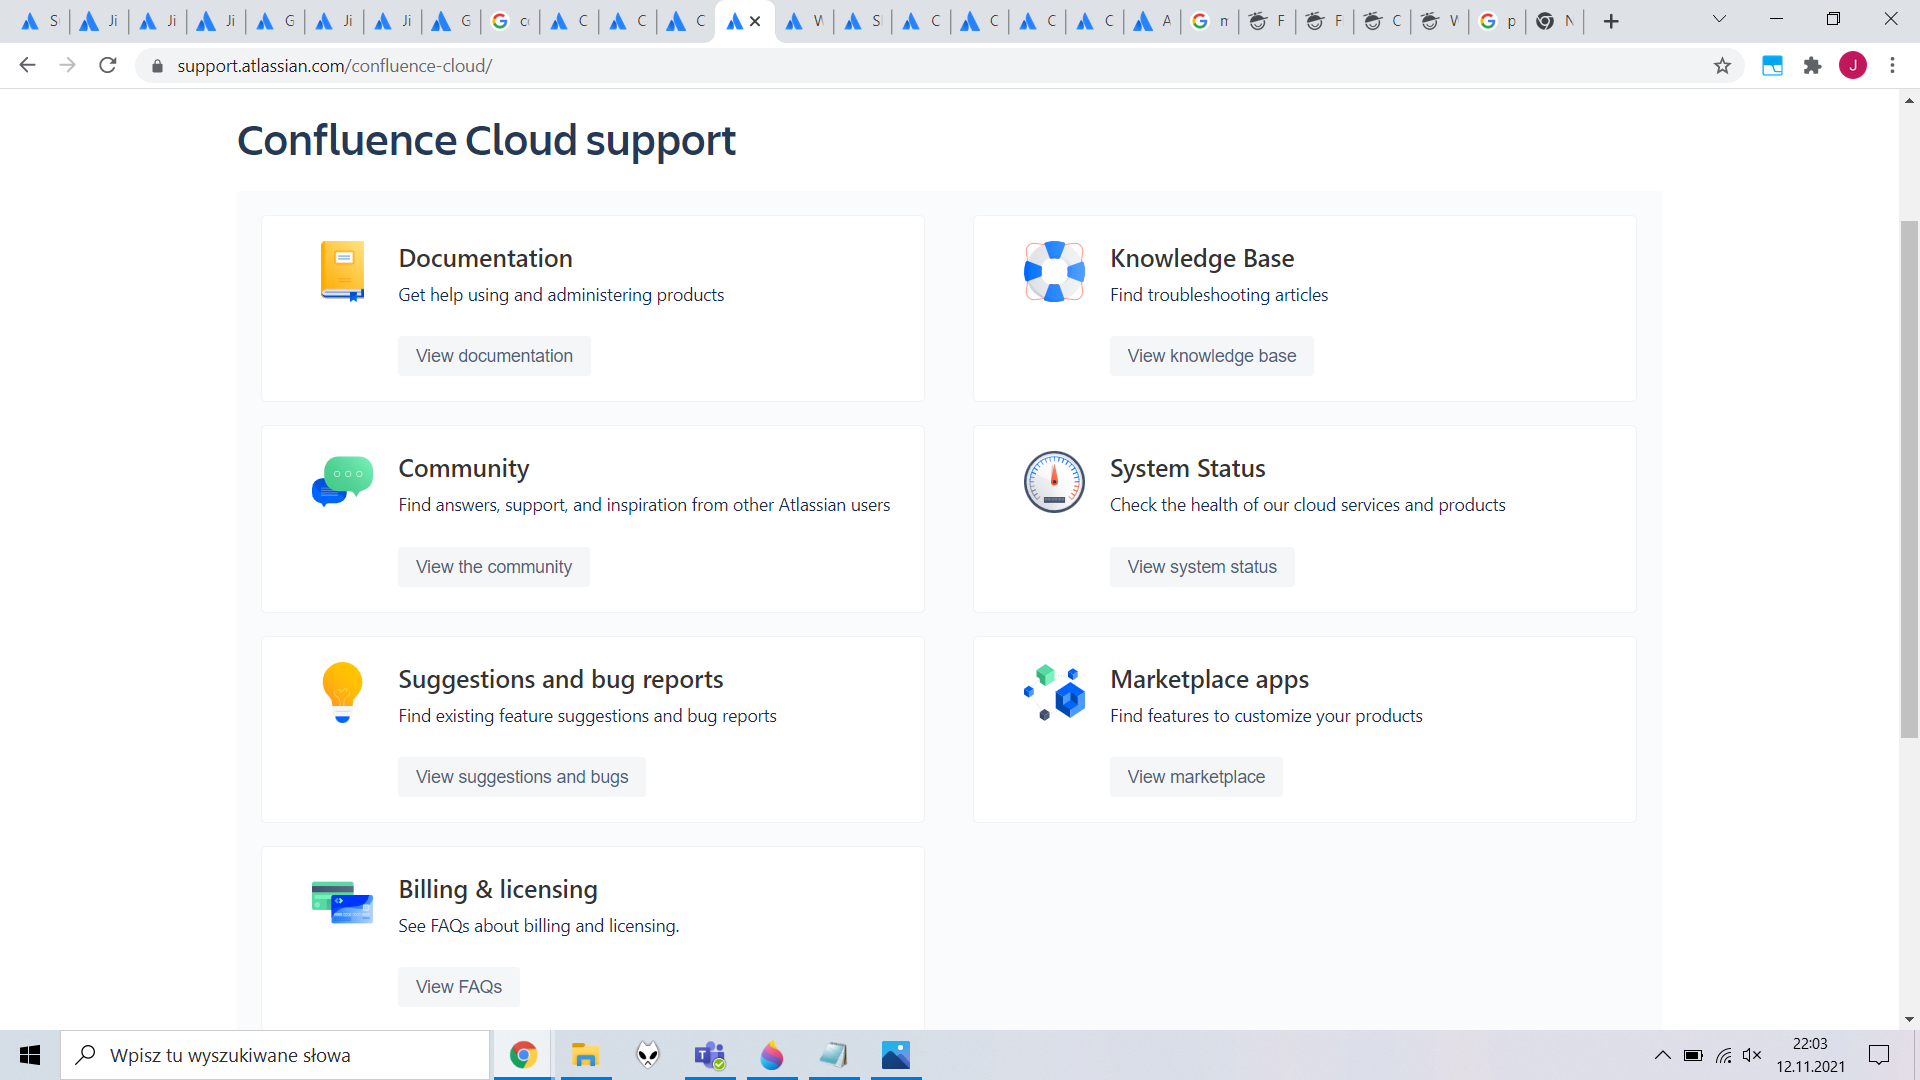 S
Ji
Ji
Ji
G
Ji
Ji
G
co
C
C
C
W
Sl
C
C
C
C
A
m
F
F
C
W
p
N
support.atlassian.com/confluence-cloud/
J
Confluence Cloud support
Documentation
Get help using and administering products
View documentation
Knowledge Base
Find troubleshooting articles
View knowledge base
Community
Find answers, support, and inspiration from other Atlassian users
View the community
System Status
Check the health of our cloud services and products
View system status
Suggestions and bug reports
Find existing feature suggestions and bug reports
View suggestions and bugs
Marketplace apps
Find features to customize your products
View marketplace
Billing & licensing
See FAQs about billing and licensing.
View FAQs
Wpisz tu wyszukiwane słowa
22:03
12.11.2021